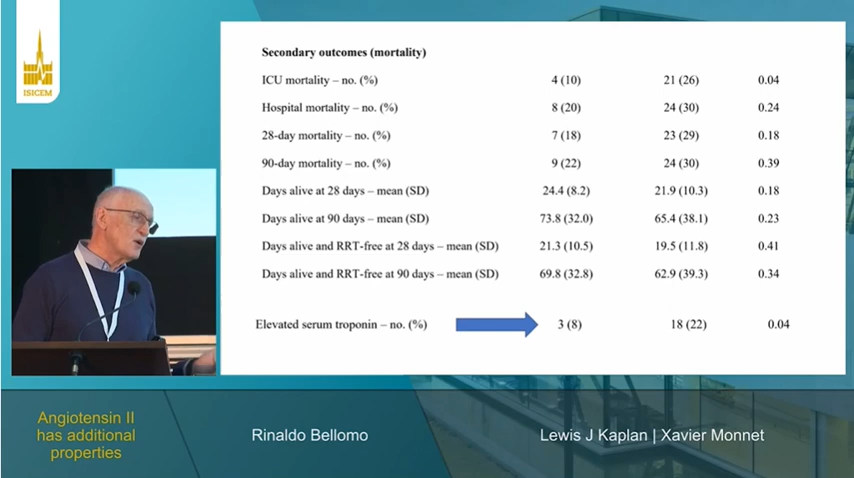 ISICEM
Secondary outcomes (mortality)
ICU mortality – no. (%) 4 (10) 21 (26) 0.04
Hospital mortality – no. (%) 8 (20) 24 (30) 0.24
28-day mortality – no. (%) 7 (18) 23 (29) 0.18
90-day mortality – no. (%) 9 (22) 24 (30) 0.39
Days alive at 28 days – mean (SD) 24.4 (8.2) 21.9 (10.3) 0.18
Days alive at 90 days – mean (SD) 73.8 (32.0) 65.4 (38.1) 0.23
Days alive and RRT-free at 28 days – mean (SD) 21.3 (10.5) 19.5 (11.8) 0.41
Days alive and RRT-free at 90 days – mean (SD) 69.8 (32.8) 62.9 (39.3) 0.34
Elevated serum troponin – no. (%) 3 (8) 18 (22) 0.04
Angiotensin II
has additional
properties
Rinaldo Bellomo
Lewis J Kaplan | Xavier Monnet